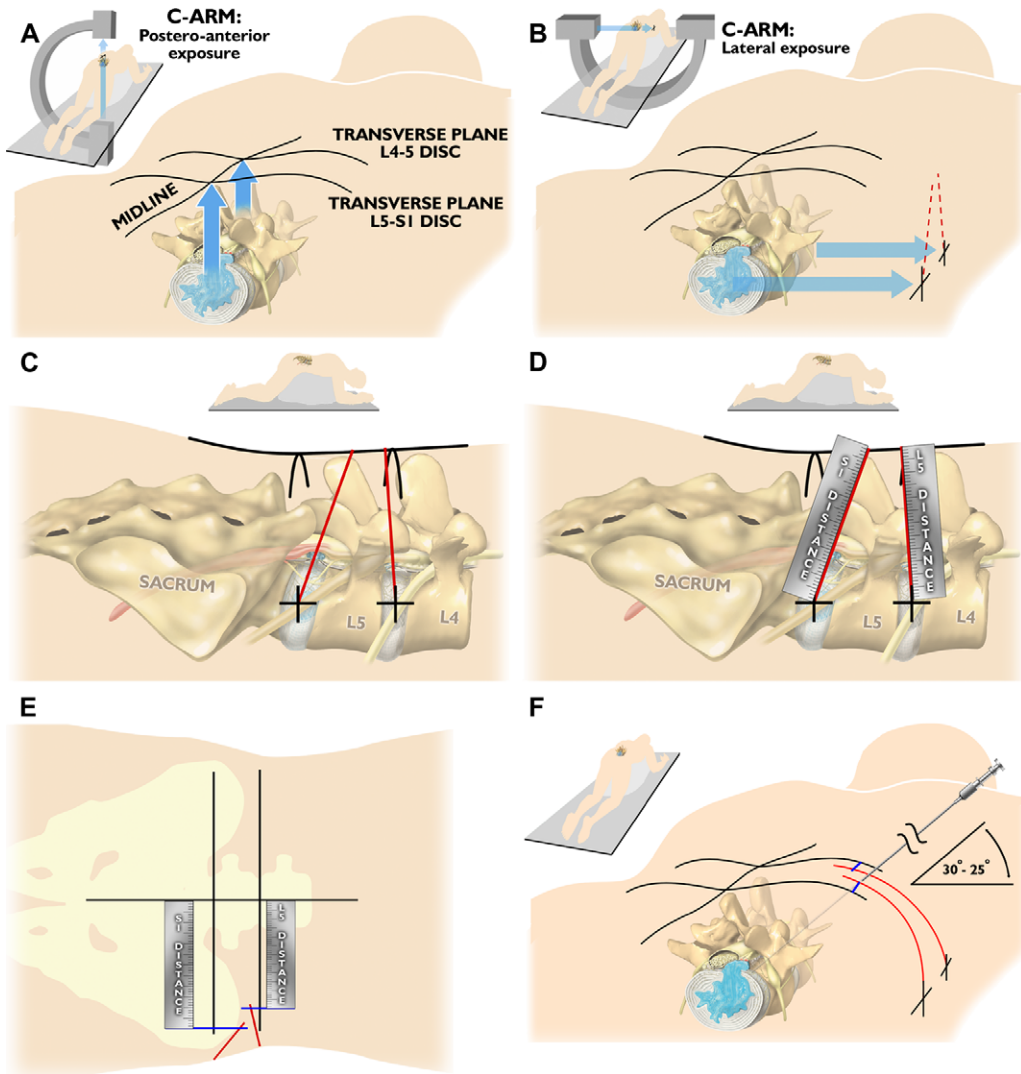 A
C-ARM:
Postero-anterior
exposure
TRANSVERSE PLANE
L4-5 DISC
MIDLINE
TRANSVERSE PLANE
L5-S1 DISC
B
C-ARM:
Lateral exposure
C
SACRUM
L5
L4
D
S1 DISTANCE
L5 DISTANCE
SACRUM
L5
L4
E
S1 DISTANCE
L5 DISTANCE
F
30°- 25°